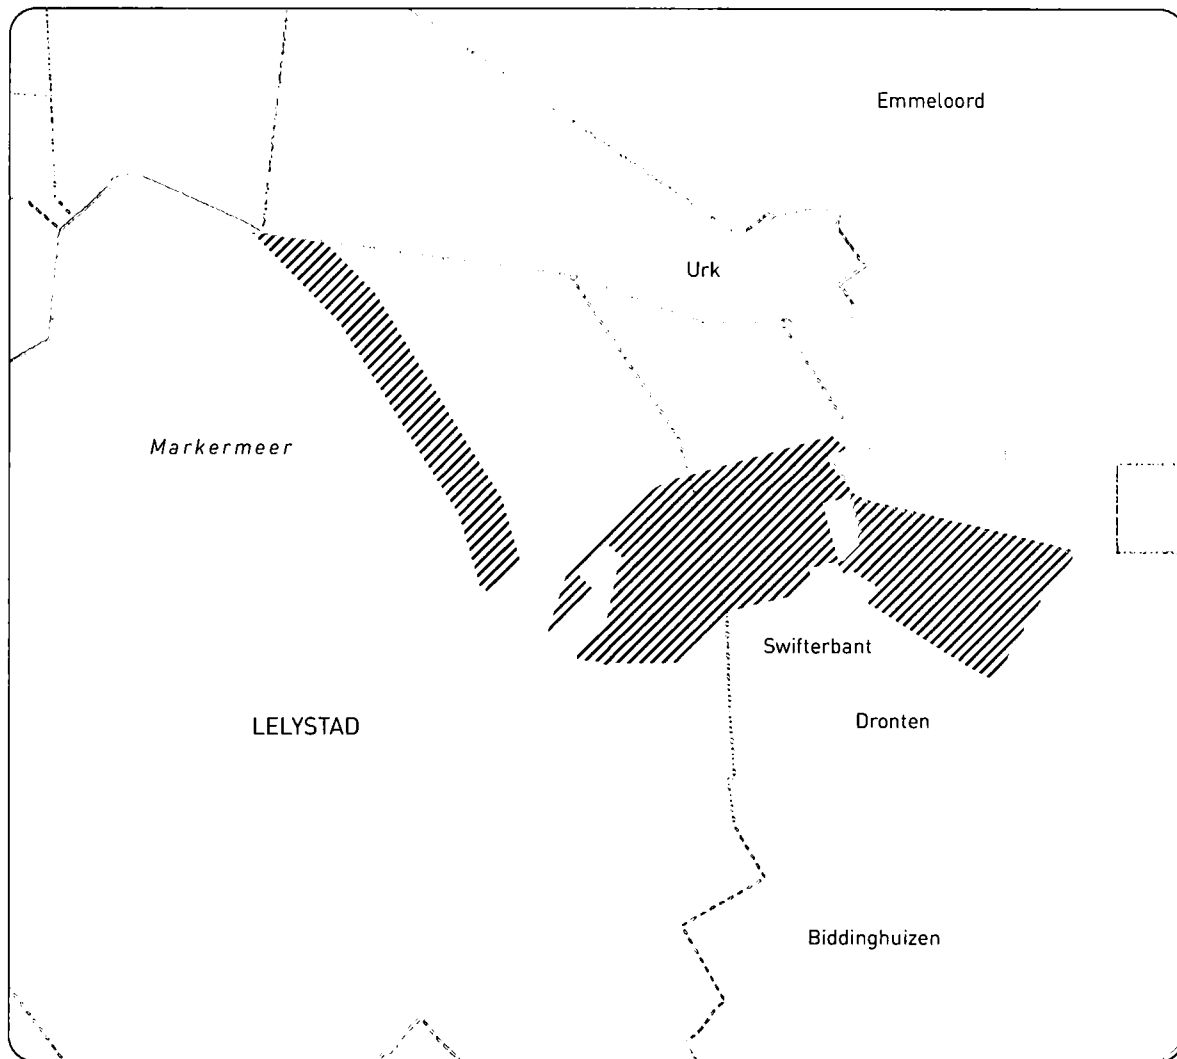 Emmeloord
Urk
Markermeer
Swifterbant
LELYSTAD
Dronten
Biddinghuizen